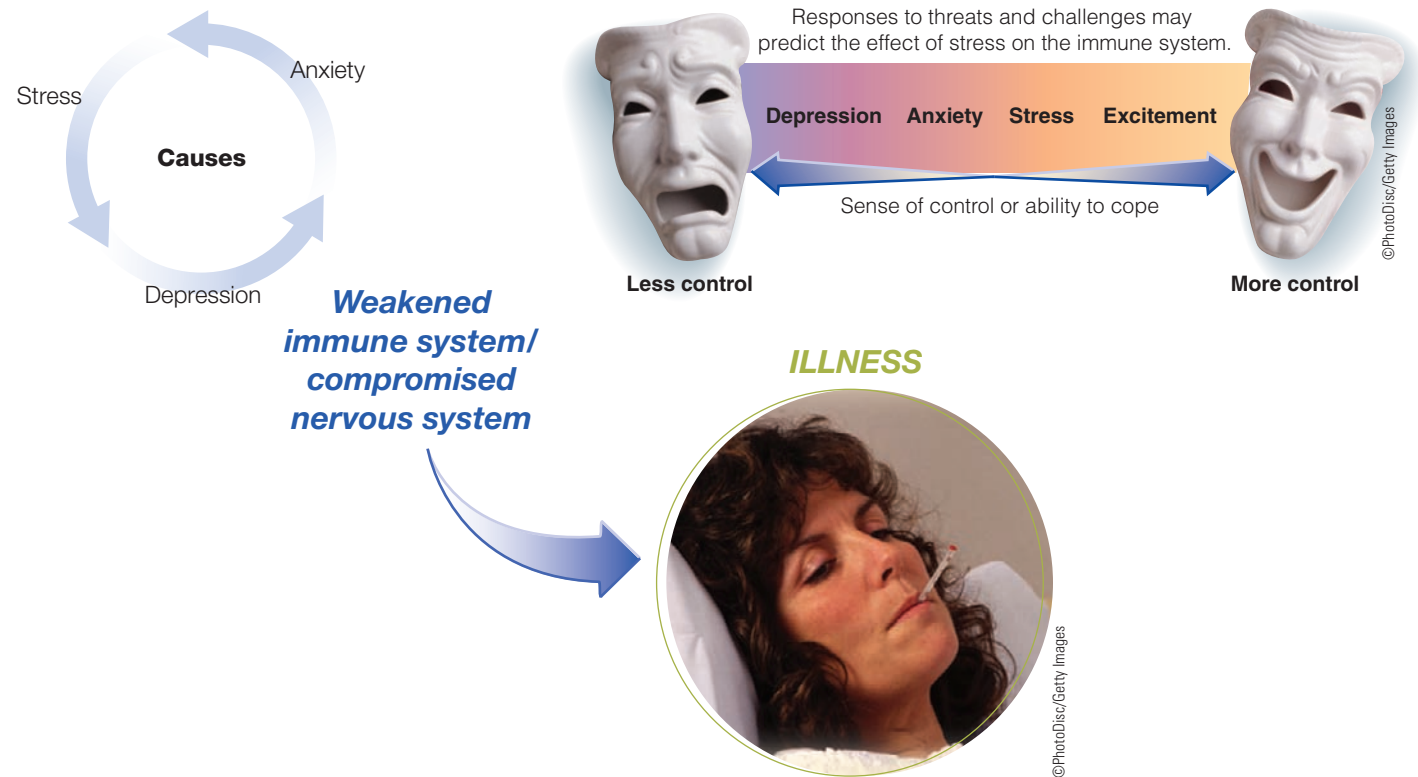 Stress
Anxiety
Causes
Depression
Responses to threats and challenges may
predict the effect of stress on the immune system.
Depression Anxiety Stress Excitement
Sense of control or ability to cope
Less control
More control
©PhotoDisc/Getty Images
Weakened
immune system/
compromised
nervous system
ILLNESS
©PhotoDisc/Getty Images